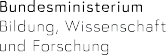 Bundesministerium
Bildung, Wissenschaft
und Forschung